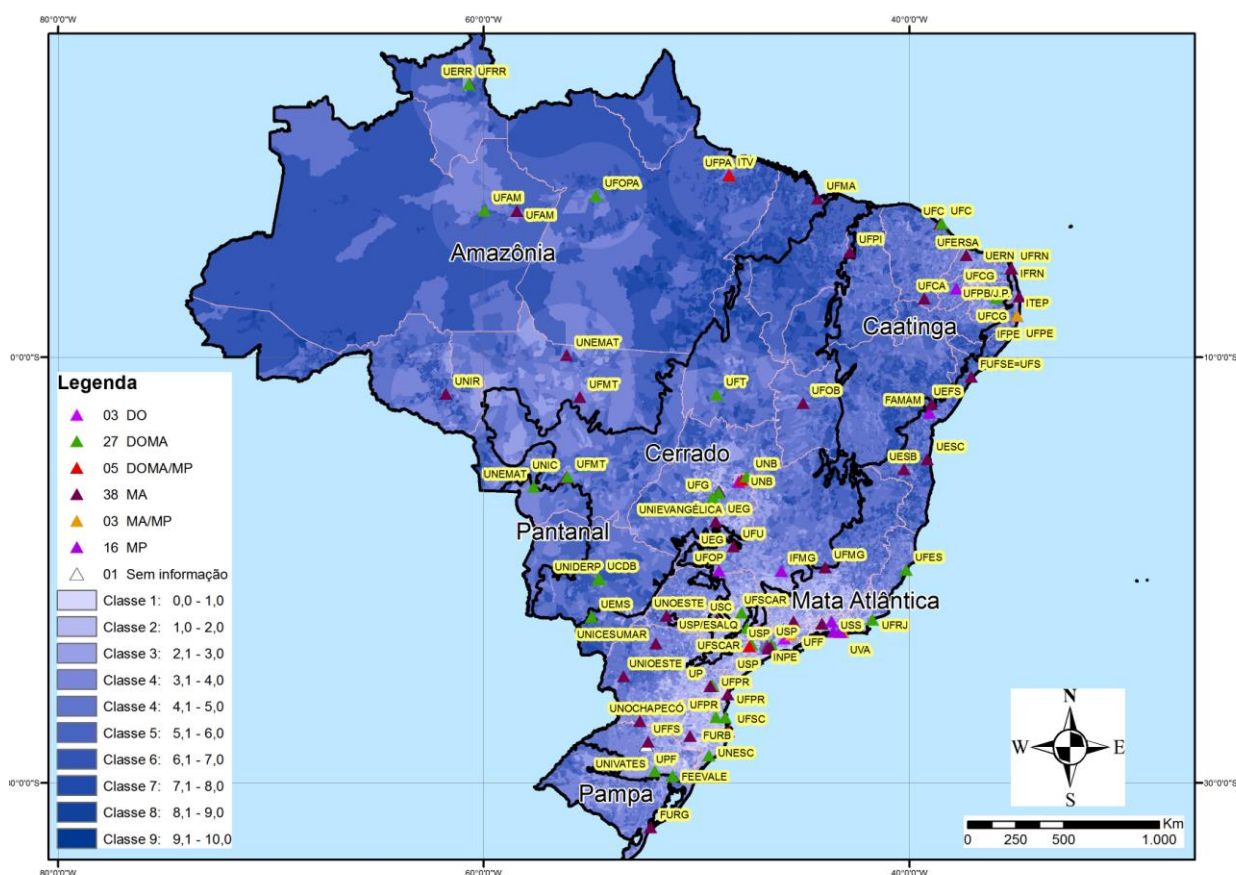 80°0'0"W
60°0'0"W
40°0'0"W
UERR UFRR
UFPA ITV
UFOPA
UFMA
UFAM
UFAM
UFC UFC
Amazônia
UFPI
UFERSA
UERN UFRN
UFCG
IFRN
UFCA
UFPB/J.P.
ITEP
UFCG
Caatinga
IFPE UFPE
UNEMAT
0°0'0"S
10°0'0"S
FUFSE=UFS
Legenda
03 DO
27 DOMA
05 DOMA/MP
38 MA
03 MA/MP
16 MP
01 Sem informação
Classe 1: 0,0 - 1,0
Classe 2: 1,0 - 2,0
Classe 3: 2,1 - 3,0
Classe 4: 3,1 - 4,0
Classe 4: 4,1 - 5,0
Classe 5: 5,1 - 6,0
Classe 6: 6,1 - 7,0
Classe 7: 7,1 - 8,0
Classe 8: 8,1 - 9,0
Classe 9: 9,1 - 10,0
UNIR
UFMT
UFT
UFOB
FAMAM
UEFS
Cerrado
UESC
UESB
UNEMAT
UNIC
UFMT
UNB
UNB
UFG
UNIEVANGÉLICA UEG
Pantanal
UEG
UFU
UFOP
IFMG
UFMG
UFES
UNIDERP UCDB
Mata Atlântica
UEMS
UNOESTE
USC
UFSCAR
USP/ESALQ
USS
UFRJ
UNICESUMAR
UFSCAR
USP
USP
UFF
UVA
INPE
USP
UNIOESTE
UP
UFPR
UFPR
UFPR
UNOCHAPECÓ
UFSC
UFFS
FURB
UNESC
UNIVATES
UPF
FEEVALE
30°0'0"S
Pampa
FURG
N
W
E
S
Km
0 250 500 1.000
80°0'0"W
60°0'0"W
40°0'0"W